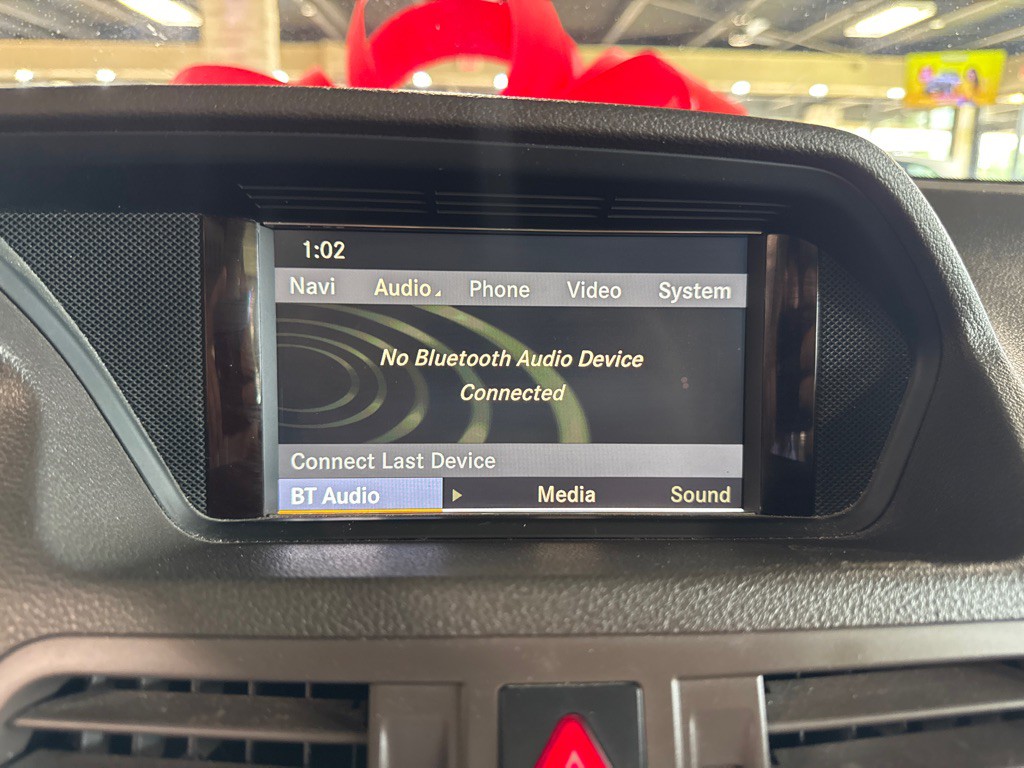 1:02
Navi Audio Phone Video System
No Bluetooth Audio Device
Connected
Connect Last Device
BT Audio Media Sound